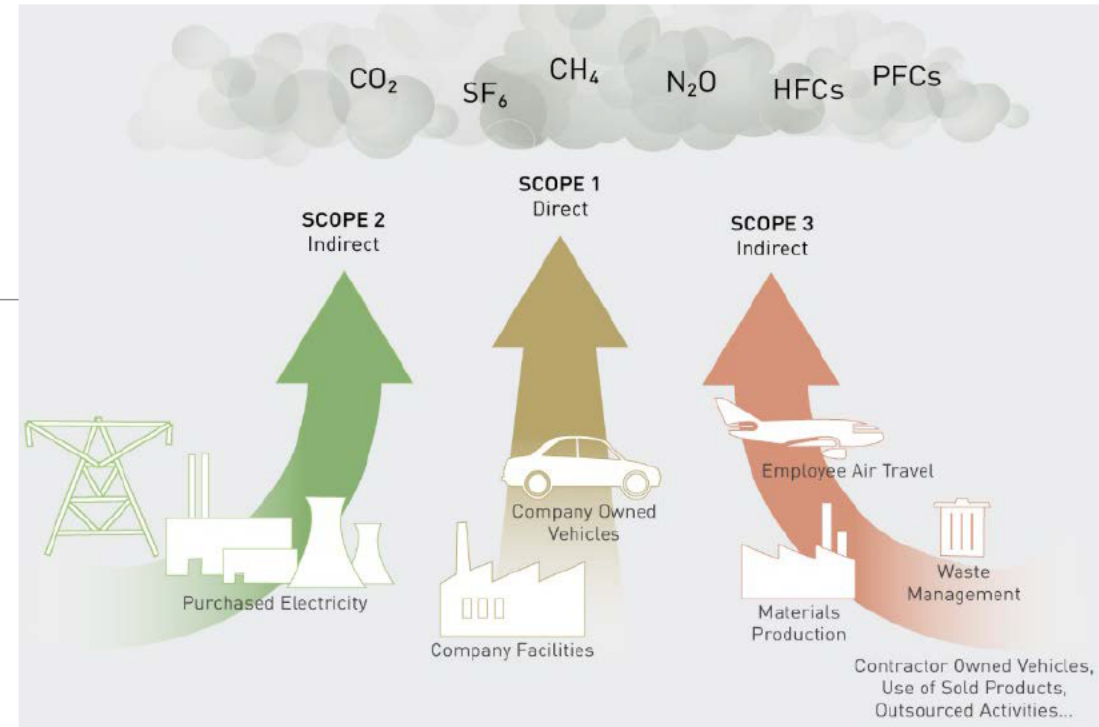 CO₂
SF₆
CH₄
N₂O
HFCs
PFCs
SCOPE 1
Direct
SCOPE 2
Indirect
SCOPE 3
Indirect
Employee Air Travel
Company Owned
Vehicles
Purchased Electricity
Company Facilities
Materials
Production
Waste
Management
Contractor Owned Vehicles,
Use of Sold Products,
Outsourced Activities...